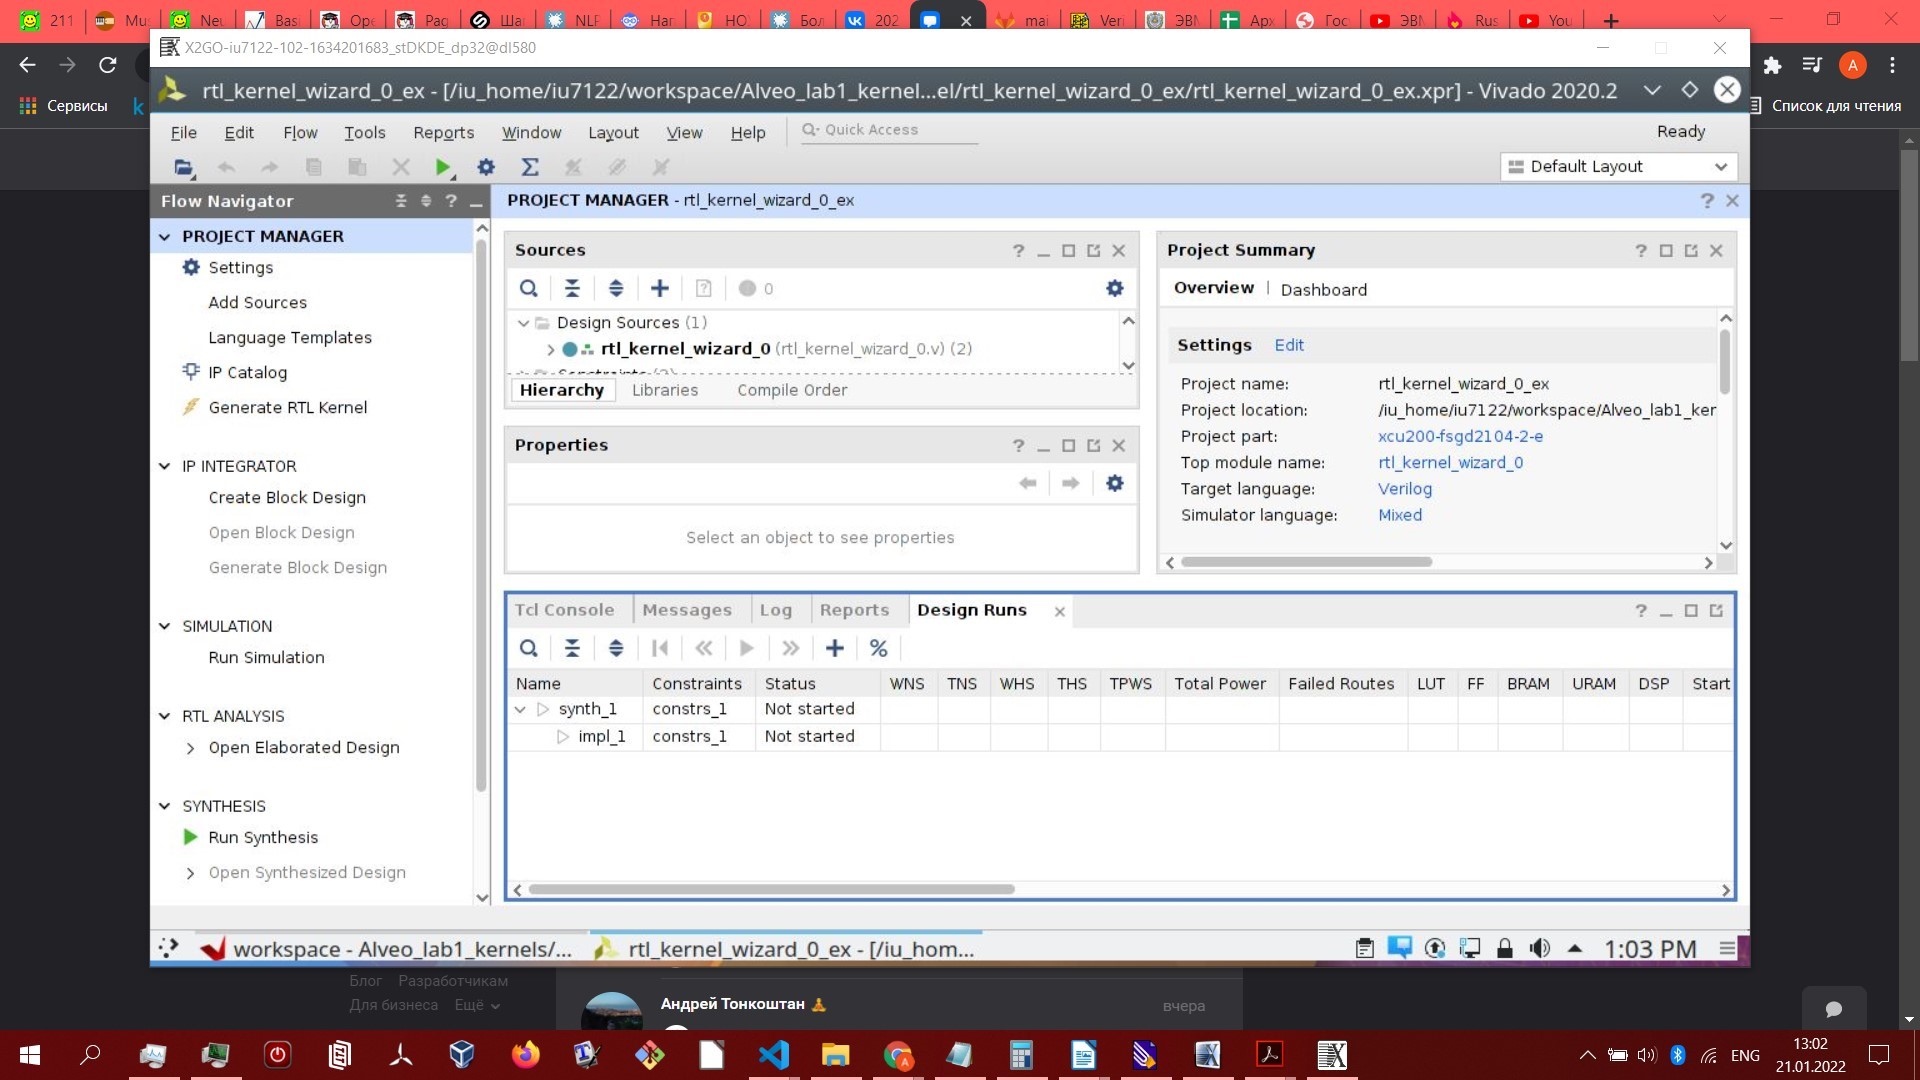 211
Mus
Neu
Basi
Ope
Pag
Шаг
NLP
Наг
НО
Бол
202
mai
Veri
ЭВМ
Арх
Гос
ЭВМ
Rus
You
X2GO-iu7122-102-1634201683_stDKDE_dp32@dl580
Сервисы
k
Список для чтения
A
rtl_kernel_wizard_0_ex - [/iu_home/iu7122/workspace/Alveo_lab1_kernel...el/rtl_kernel_wizard_0_ex/rtl_kernel_wizard_0_ex.xpr] - Vivado 2020.2
File Edit Flow Tools Reports Window Layout View Help Quick Access Ready
Default Layout
Flow Navigator
PROJECT MANAGER - rtl_kernel_wizard_0_ex
PROJECT MANAGER
Settings
Add Sources
Language Templates
IP Catalog
Generate RTL Kernel
IP INTEGRATOR
Create Block Design
Open Block Design
Generate Block Design
SIMULATION
Run Simulation
RTL ANALYSIS
Open Elaborated Design
SYNTHESIS
Run Synthesis
Open Synthesized Design
Sources
0
Design Sources (1)
rtl_kernel_wizard_0 (rtl_kernel_wizard_0.v) (2)
Hierarchy Libraries Compile Order
Properties
Select an object to see properties
Project Summary
Overview | Dashboard
Settings Edit
Project name: rtl_kernel_wizard_0_ex
Project location: /iu_home/iu7122/workspace/Alveo_lab1_ker
Project part: xcu200-fsgd2104-2-e
Top module name: rtl_kernel_wizard_0
Target language: Verilog
Simulator language: Mixed
Tcl Console Messages Log Reports Design Runs
Name Constraints Status WNS TNS WHS THS TPWS Total Power Failed Routes LUT FF BRAM URAM DSP Start
synth_1 constrs_1 Not started
impl_1 constrs_1 Not started
workspace - Alveo_lab1_kernels/... rtl_kernel_wizard_0_ex - [/iu_hom... 1:03 PM
Блог Разработчикам
Для бизнеса Ещё
Андрей Тонкоштан вчера
ENG
13:02
21.01.2022